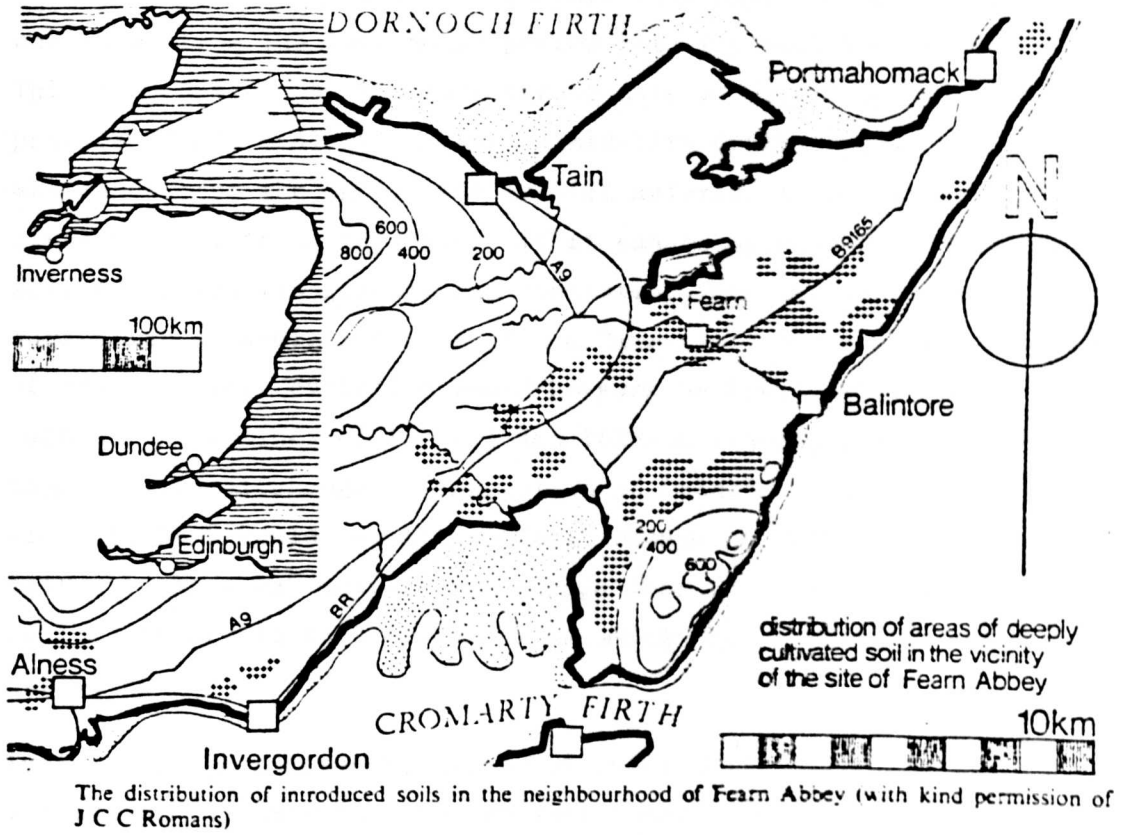 DORNOCH FIRTH
Portmahomack
Tain
N
600
800
400
200
A9
B9165
Inverness
Fearn
100km
Balintore
Dundee
Edinburgh
200
400
600
A9
BR
distribution of areas of deeply
cultivated soil in the vicinity
of the site of Fearn Abbey
Alness
CROMARTY FIRTH
10km
Invergordon
The distribution of introduced soils in the neighbourhood of Fearn Abbey (with kind permission of
J C C Romans)